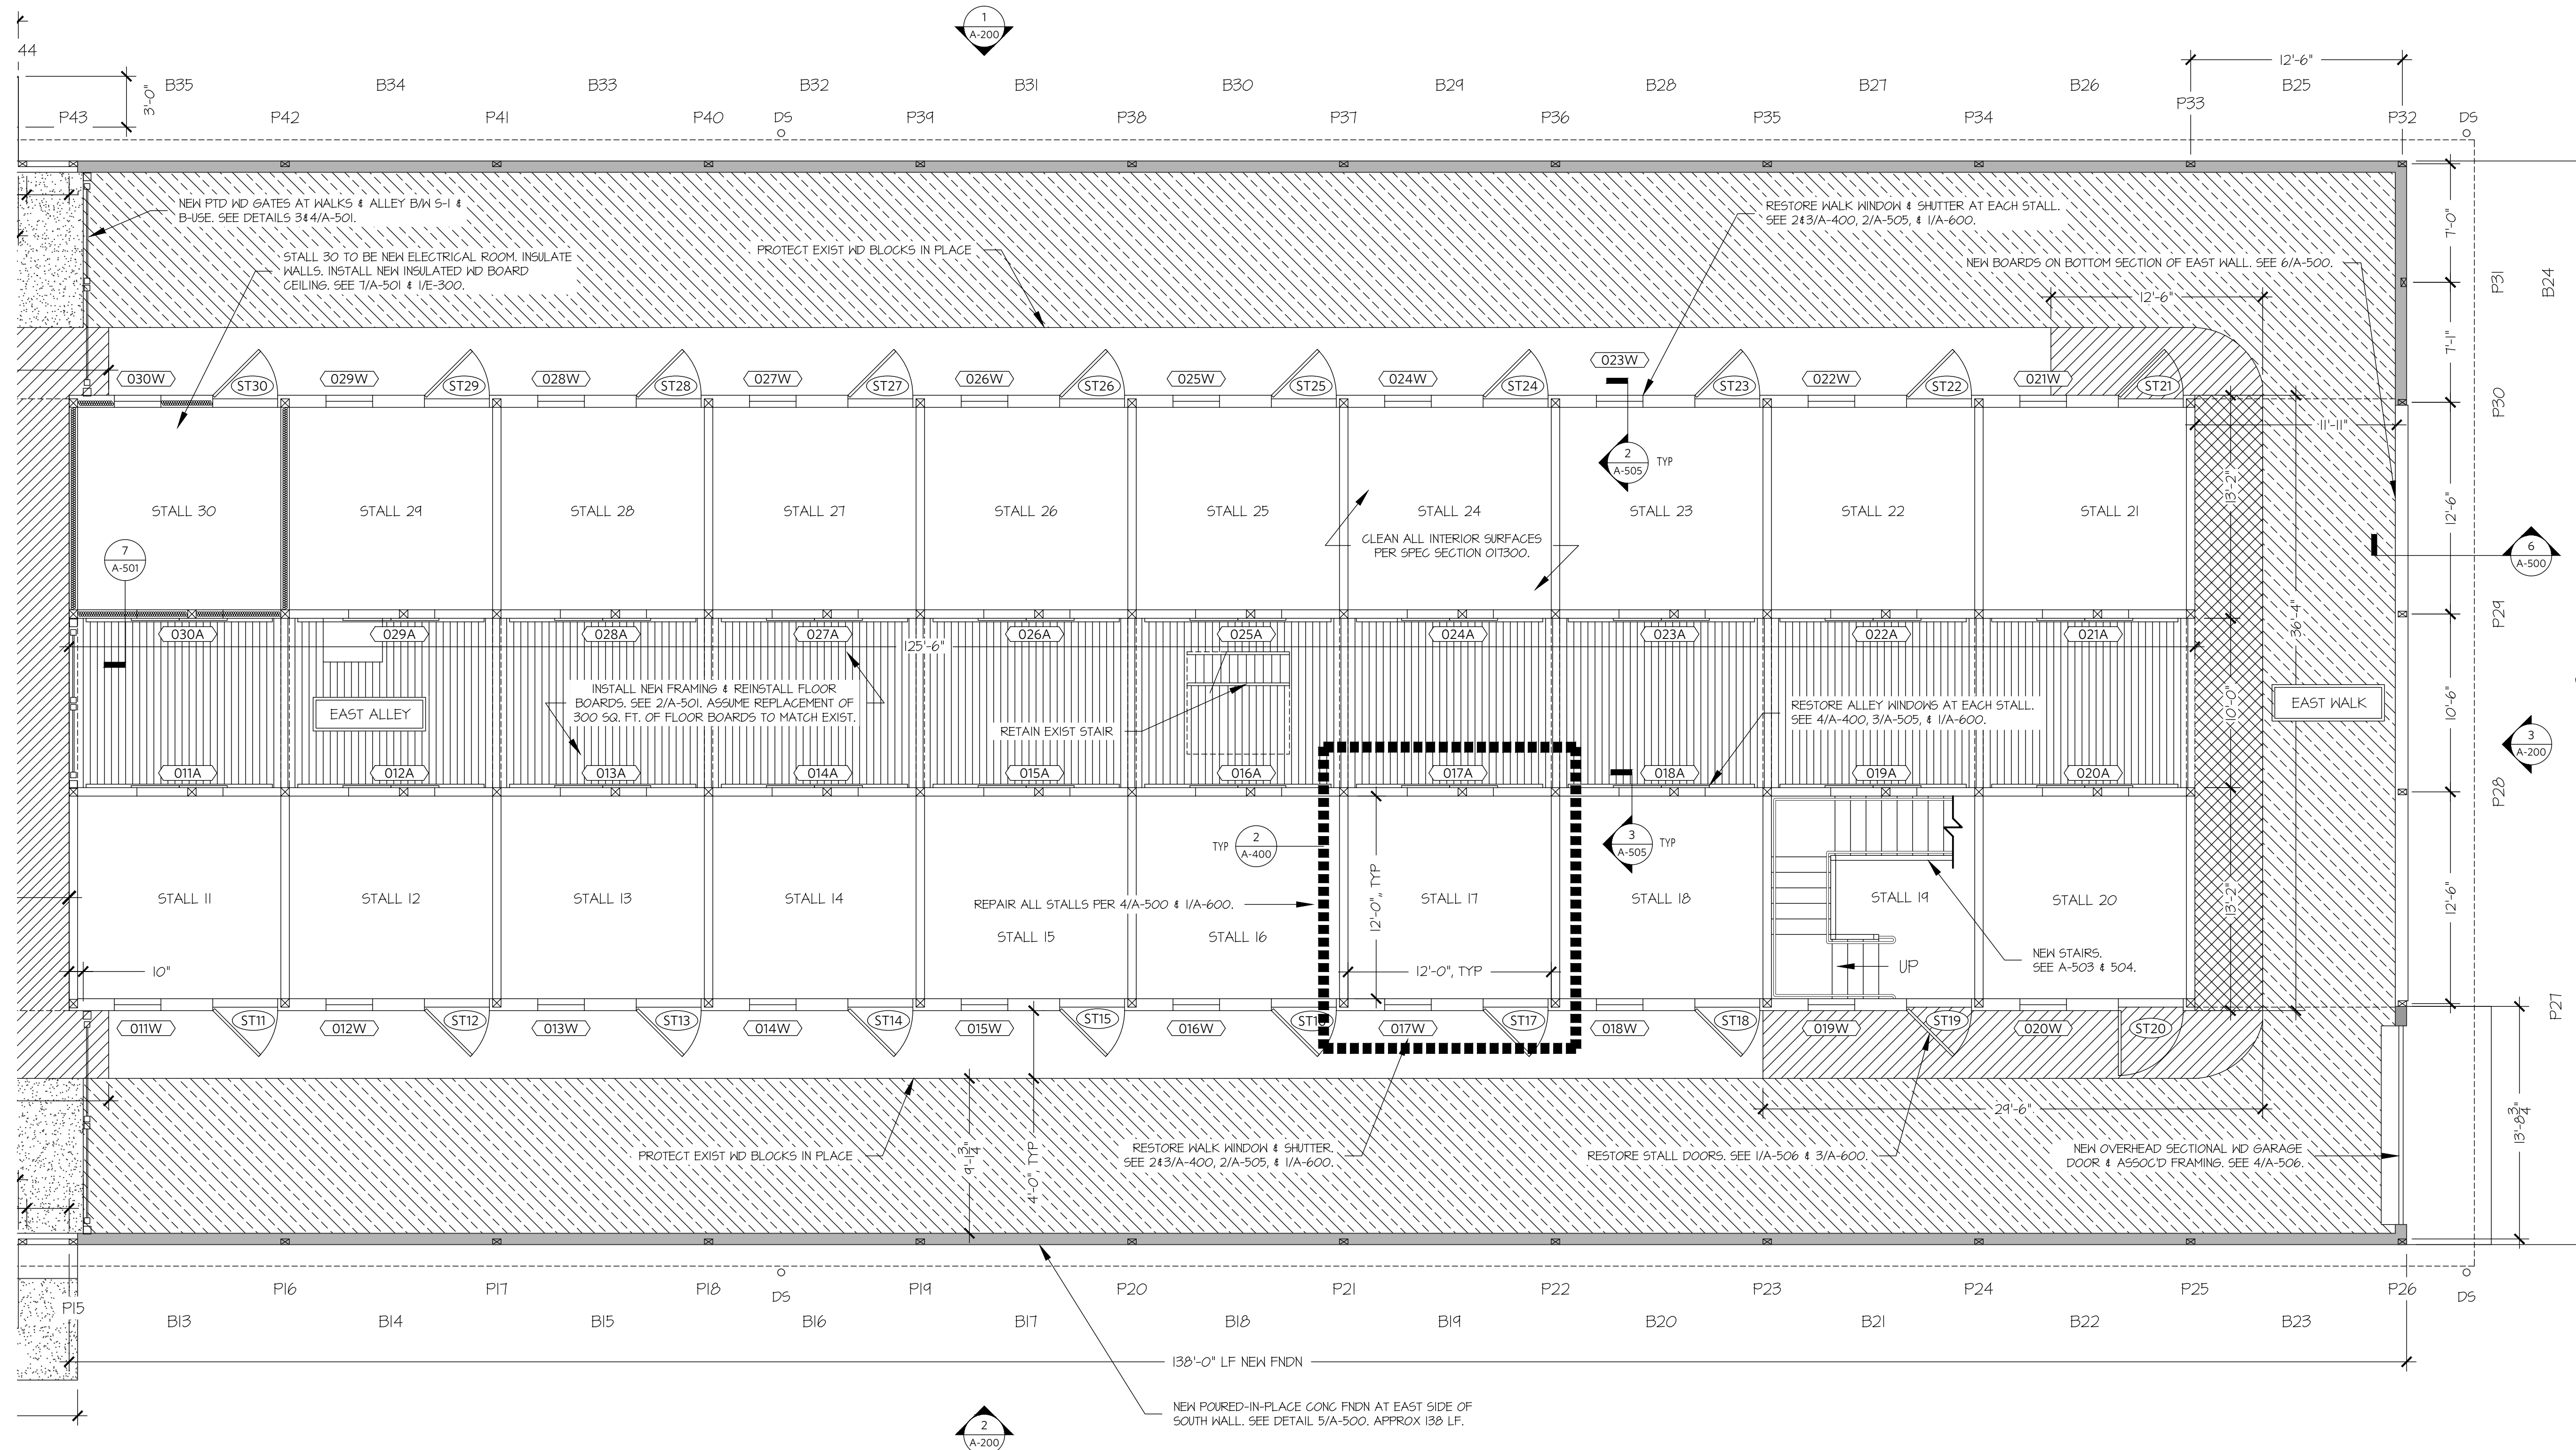 1
A-200
44
B35
B34
B33
B32
B31
B30
B29
B28
B27
B26
B25
12'-6"
3'-0"
P43
P42
P41
P40
DS
P39
P38
P37
P36
P35
P34
P33
P32
DS
NEW PTD WD GATES AT WALKS & ALLEY B/W S-1 &
B-USE. SEE DETAILS 3&4/A-501.
STALL 30 TO BE NEW ELECTRICAL ROOM. INSULATE
WALLS. INSTALL NEW INSULATED WD BOARD
CEILING. SEE 7/A-501 & 1/E-300.
PROTECT EXIST WD BLOCKS IN PLACE
RESTORE WALK WINDOW & SHUTTER AT EACH STALL.
SEE 2&3/A-400, 2/A-505, & 1/A-600.
NEW BOARDS ON BOTTOM SECTION OF EAST WALL. SEE 6/A-500.
12'-6"
7'-0"
7'-1"
P31
B24
P30
030W
ST30
029W
ST29
028W
ST28
027W
ST27
026W
ST26
025W
ST25
024W
ST24
023W
ST23
022W
ST22
021W
ST21
11'-11"
2
A-505
TYP
STALL 30
STALL 29
STALL 28
STALL 27
STALL 26
STALL 25
STALL 24
STALL 23
STALL 22
STALL 21
13'-2"
12'-6"
CLEAN ALL INTERIOR SURFACES
PER SPEC SECTION 017300.
7
A-501
6
A-500
P29
030A
029A
028A
027A
026A
025A
024A
023A
022A
021A
125'-6"
36'-4"
INSTALL NEW FRAMING & REINSTALL FLOOR
BOARDS. SEE 2/A-501. ASSUME REPLACEMENT OF
300 SQ. FT. OF FLOOR BOARDS TO MATCH EXIST.
EAST ALLEY
RETAIN EXIST STAIR
RESTORE ALLEY WINDOWS AT EACH STALL.
SEE 4/A-400, 3/A-505, & 1/A-600.
10'-0"
EAST WALK
10'-6"
3
A-200
P28
011A
012A
013A
014A
015A
016A
017A
018A
019A
020A
TYP
2
A-400
3
A-505
TYP
12'-0", TYP
STALL 11
STALL 12
STALL 13
STALL 14
STALL 15
STALL 16
STALL 17
STALL 18
STALL 19
STALL 20
REPAIR ALL STALLS PER 4/A-500 & 1/A-600.
13'-2"
12'-6"
10"
12'-0", TYP
UP
NEW STAIRS.
SEE A-503 & 504.
P27
011W
ST11
012W
ST12
013W
ST13
014W
ST14
015W
ST15
016W
ST16
017W
ST17
018W
ST18
019W
ST19
020W
ST20
29'-6"
13'-8 3/4"
PROTECT EXIST WD BLOCKS IN PLACE
9'-1 3/4"
4'-0", TYP
RESTORE WALK WINDOW & SHUTTER.
SEE 2&3/A-400, 2/A-505, & 1/A-600.
RESTORE STALL DOORS. SEE 1/A-506 & 3/A-600.
NEW OVERHEAD SECTIONAL WD GARAGE
DOOR & ASSOC'D FRAMING. SEE 4/A-506.
P15
P16
P17
P18
DS
P19
P20
P21
P22
P23
P24
P25
P26
DS
B13
B14
B15
B16
B17
B18
B19
B20
B21
B22
B23
138'-0" LF NEW FNDN
NEW POURED-IN-PLACE CONC FNDN AT EAST SIDE OF
SOUTH WALL. SEE DETAIL 5/A-500. APPROX 138 LF.
2
A-200